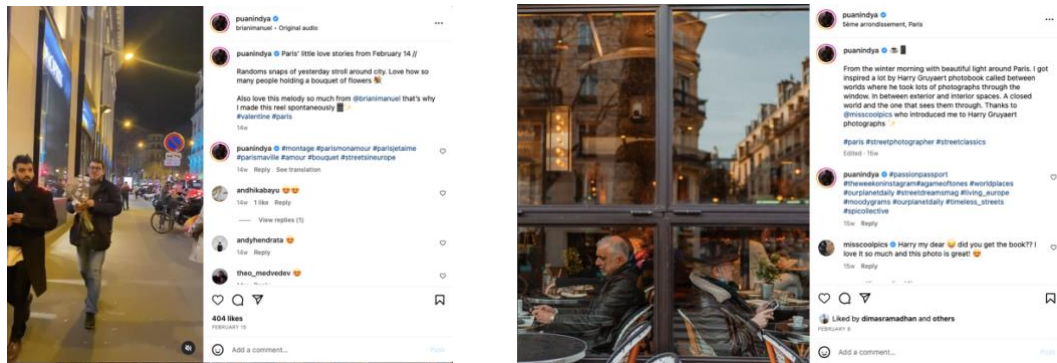 puanindya
brianimanuel • Original audio
puanindya Paris' little love stories from February 14 //
Randoms snaps of yesterday stroll around city. Love how so
many people holding a bouquet of flowers
Also love this melody so much from @brianimanuel that's why
I made this reel spontaneously
#valentine #paris
14w
puanindya #montage #parismonamour #parisjetaime
#parismaville #amour #bouquet #streetsineurope
14w Reply See translation
andhikabayu
14w 1 like Reply
View replies (1)
andyhendrata
14w Reply
theo_medvedev
404 likes
FEBRUARY 15
Add a comment...
Post
puanindya
5ème arrondissement, Paris
puanindya
From the winter morning with beautiful light around Paris. I got
inspired a lot by Harry Gruyaert photobook called between
worlds where he took lots of photographs through the
window. In between exterior and interior spaces. A closed
world and the one that sees them through. Thanks to
@misscoolpics who introduced me to Harry Gruyaert
photographs
#paris #streetphotographer #streetclassics
Edited · 15w
puanindya #passionpassport
#theweekoninstagram#agameoftones #worldplaces
#ourplanetdaily #streetdreamsmag #living_europe
#moodygrams #ourplanetdaily #timeless_streets
#spicollective
15w Reply
misscoolpics Harry my dear did you get the book?? I
love it so much and this photo is great!
15w Reply
Liked by dimasramadhan and others
FEBRUARY 8
Add a comment...
Post